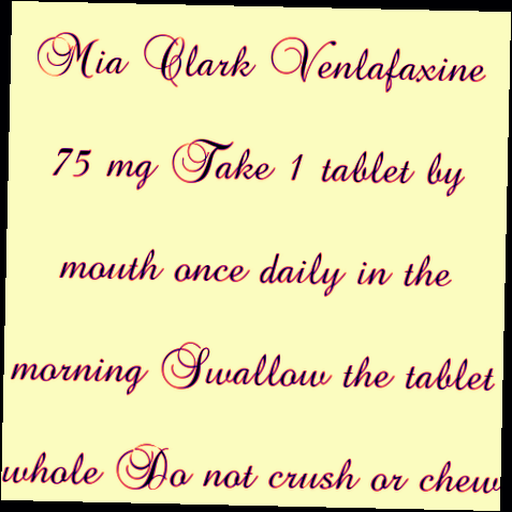 Mia Clark Venlafaxine
75 mg Take 1 tablet by
mouth once daily in the
morning Swallow the tablet
whole Do not crush or chew